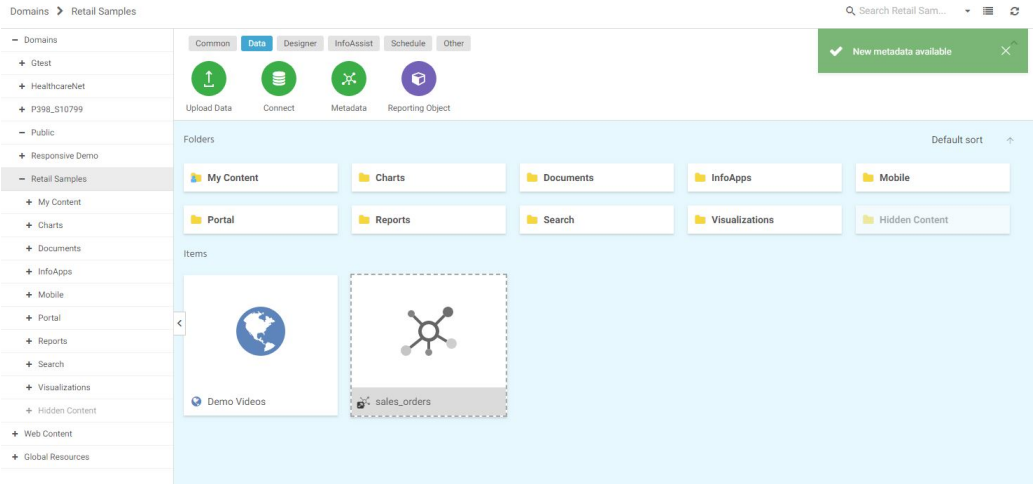 Domains > Retail Samples
Search Retail Sam...
− Domains
+ Gtest
+ HealthcareNet
+ P398_S10799
− Public
+ Responsive Demo
− Retail Samples
+ My Content
+ Charts
+ Documents
+ InfoApps
+ Mobile
+ Portal
+ Reports
+ Search
+ Visualizations
+ Hidden Content
+ Web Content
+ Global Resources
Common Data Designer InfoAssist Schedule Other
New metadata available
Upload Data Connect Metadata Reporting Object
Folders Default sort
My Content Charts Documents InfoApps Mobile
Portal Reports Search Visualizations Hidden Content
Items
Demo Videos sales_orders